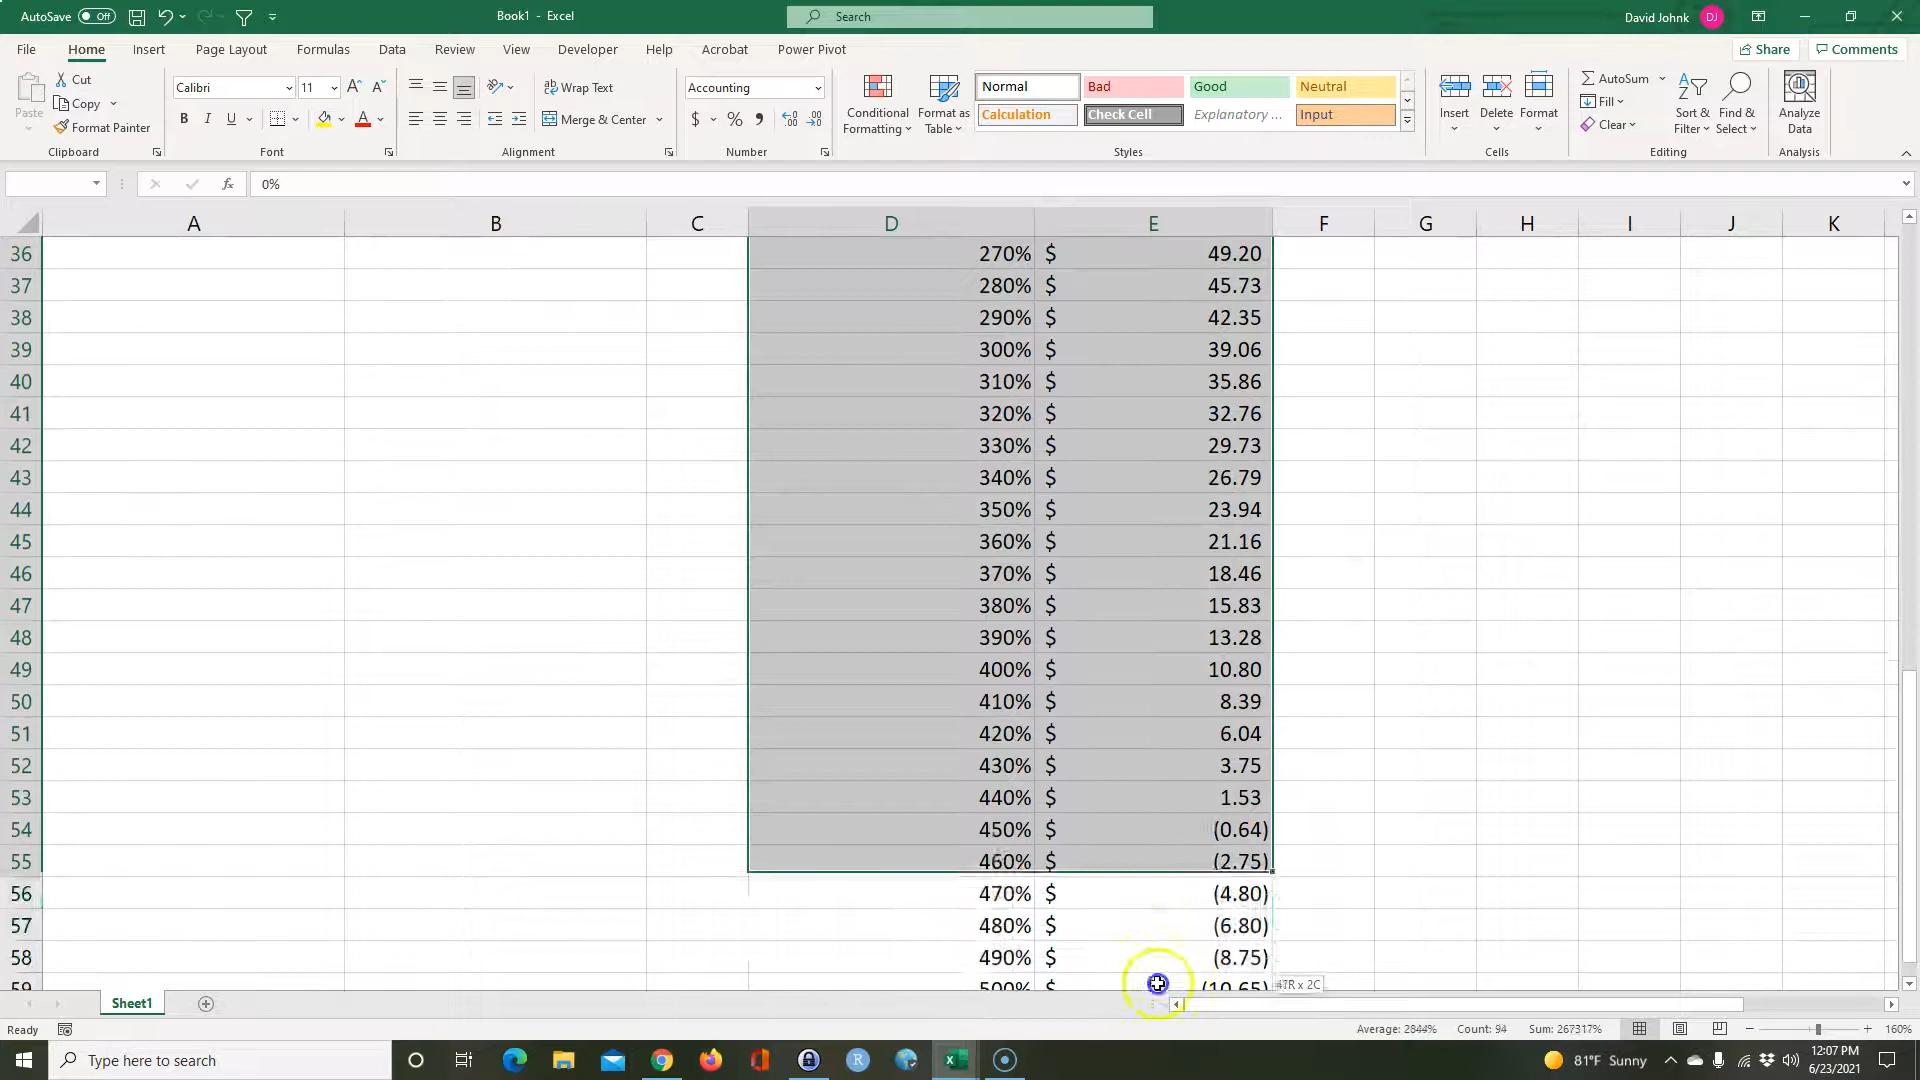 AutoSave Off
Book1 - Excel
Search
David Johnk DJ
File Home Insert Page Layout Formulas Data Review View Developer Help Acrobat Power Pivot Share Comments
Paste Cut Copy Format Painter
Calibri 11
B I U
Wrap Text
Merge & Center
Accounting
$ %
Conditional Formatting
Format as Table
Normal Bad Good Neutral
Calculation Check Cell Explanatory ... Input
Insert Delete Format
AutoSum
Fill
Clear
Sort & Filter
Find & Select
Analyze Data
Clipboard Font Alignment Number Styles Cells Editing Analysis
fx 0%
A B C D E F G H I J K
36 270% $ 49.20
37 280% $ 45.73
38 290% $ 42.35
39 300% $ 39.06
40 310% $ 35.86
41 320% $ 32.76
42 330% $ 29.73
43 340% $ 26.79
44 350% $ 23.94
45 360% $ 21.16
46 370% $ 18.46
47 380% $ 15.83
48 390% $ 13.28
49 400% $ 10.80
50 410% $ 8.39
51 420% $ 6.04
52 430% $ 3.75
53 440% $ 1.53
54 450% $ (0.64)
55 460% $ (2.75)
56 470% $ (4.80)
57 480% $ (6.80)
58 490% $ (8.75)
59 500% $ (10.65)
47R x 2C
Sheet1
Ready
Average: 2844% Count: 94 Sum: 267317%
160%
Type here to search
81°F Sunny
12:07 PM
6/23/2021